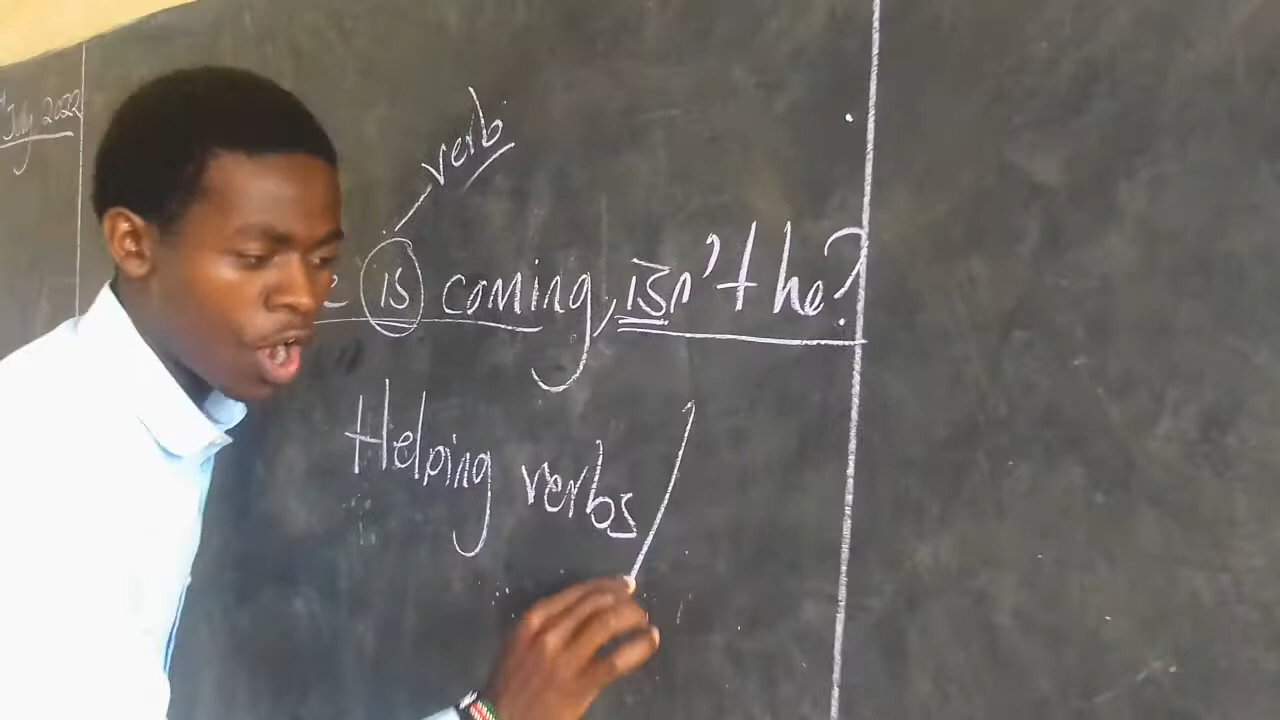 July 2022
verb
is coming, isn't he?
Helping verbs /